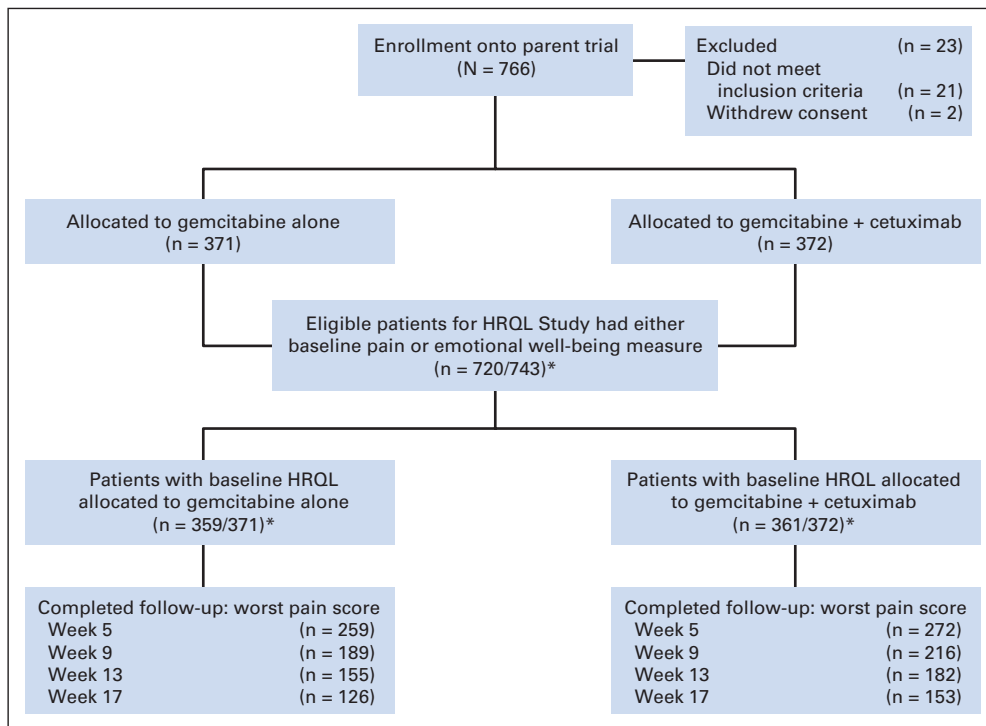 Enrollment onto parent trial
(N = 766)
Excluded (n = 23)
Did not meet
inclusion criteria (n = 21)
Withdrew consent (n = 2)
Allocated to gemcitabine alone
(n = 371)
Allocated to gemcitabine + cetuximab
(n = 372)
Eligible patients for HRQL Study had either
baseline pain or emotional well-being measure
(n = 720/743)*
Patients with baseline HRQL
allocated to gemcitabine alone
(n = 359/371)*
Patients with baseline HRQL allocated
to gemcitabine + cetuximab
(n = 361/372)*
Completed follow-up: worst pain score
Week 5 (n = 259)
Week 9 (n = 189)
Week 13 (n = 155)
Week 17 (n = 126)
Completed follow-up: worst pain score
Week 5 (n = 272)
Week 9 (n = 216)
Week 13 (n = 182)
Week 17 (n = 153)